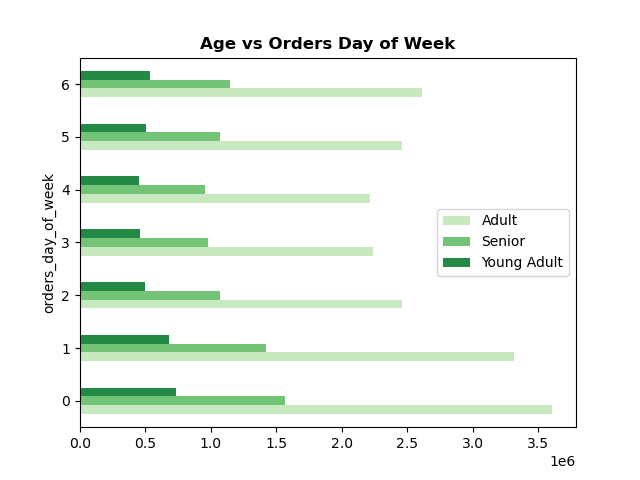 Age vs Orders Day of Week
orders_day_of_week
6
5
4
3
2
1
0
Adult
Senior
Young Adult
0.0 0.5 1.0 1.5 2.0 2.5 3.0 3.5
1e6